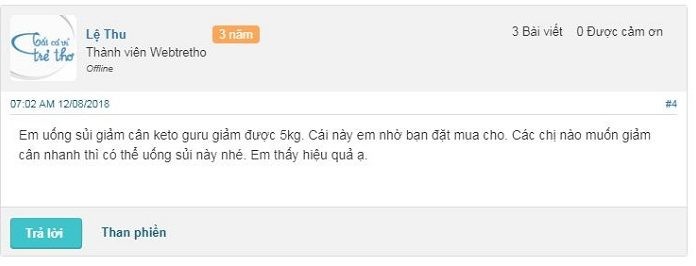 Tất cả vì
trẻ thơ
Lệ Thu
3 năm
3 Bài viết 0 Được cảm ơn
Thành viên Webtretho
Offline
07:02 AM 12/08/2018
#4
Em uống sủi giảm cân keto guru giảm được 5kg. Cái này em nhờ bạn đặt mua cho. Các chị nào muốn giảm
cân nhanh thì có thể uống sủi này nhé. Em thấy hiệu quả ạ.
Trả lời
Than phiền